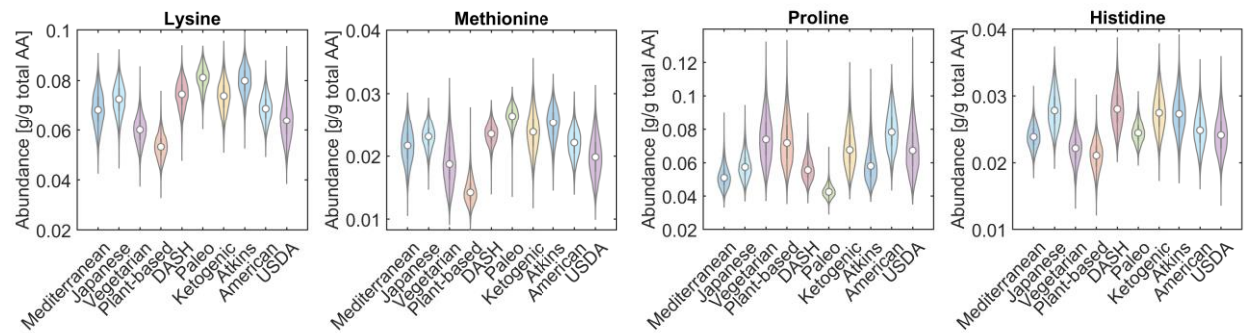 Lysine
Abundance [g/g total AA]
0.1
0.08
0.06
0.04
0.02
Mediterranean
Japanese
Vegetarian
Plant-based
DASH
Paleo
Ketogenic
Atkins
American
USDA
Methionine
Abundance [g/g total AA]
0.04
0.03
0.02
0.01
Mediterranean
Japanese
Vegetarian
Plant-based
DASH
Paleo
Ketogenic
Atkins
American
USDA
Proline
Abundance [g/g total AA]
0.12
0.1
0.08
0.06
0.04
0.02
Mediterranean
Japanese
Vegetarian
Plant-based
DASH
Paleo
Ketogenic
Atkins
American
USDA
Histidine
Abundance [g/g total AA]
0.04
0.03
0.02
0.01
Mediterranean
Japanese
Vegetarian
Plant-based
DASH
Paleo
Ketogenic
Atkins
American
USDA